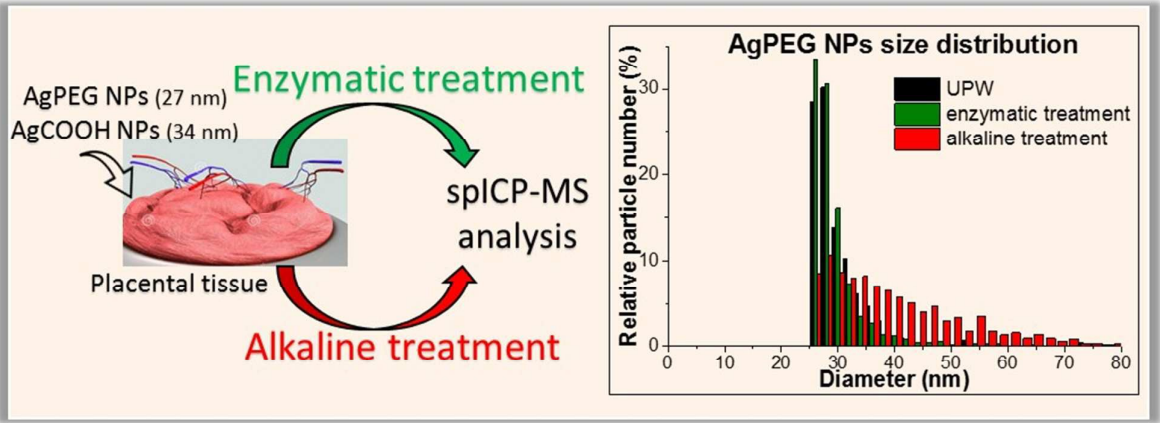 AgPEG NPs (27 nm)
AgCOOH NPs (34 nm)
Enzymatic treatment
spICP-MS
analysis
Placental tissue
Alkaline treatment
AgPEG NPs size distribution
UPW
enzymatic treatment
alkaline treatment
Relative particle number (%)
30
20
10
0
0 10 20 30 40 50 60 70 80
Diameter (nm)